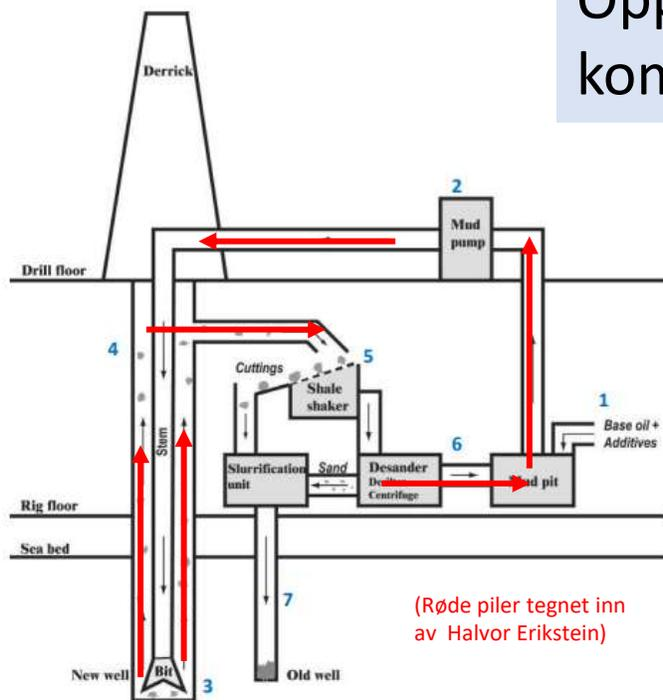 Opp
kon
Derrick
2
Mud
pump
Drill floor
4
5
Cuttings
Shale
shaker
1
Base oil +
Additives
Stem
6
Slurrification
unit
Sand
Desander
Centrifuge
Mud pit
Rig floor
Sea bed
7
(Røde piler tegnet inn
av Halvor Erikstein)
New well
Bit
3
Old well